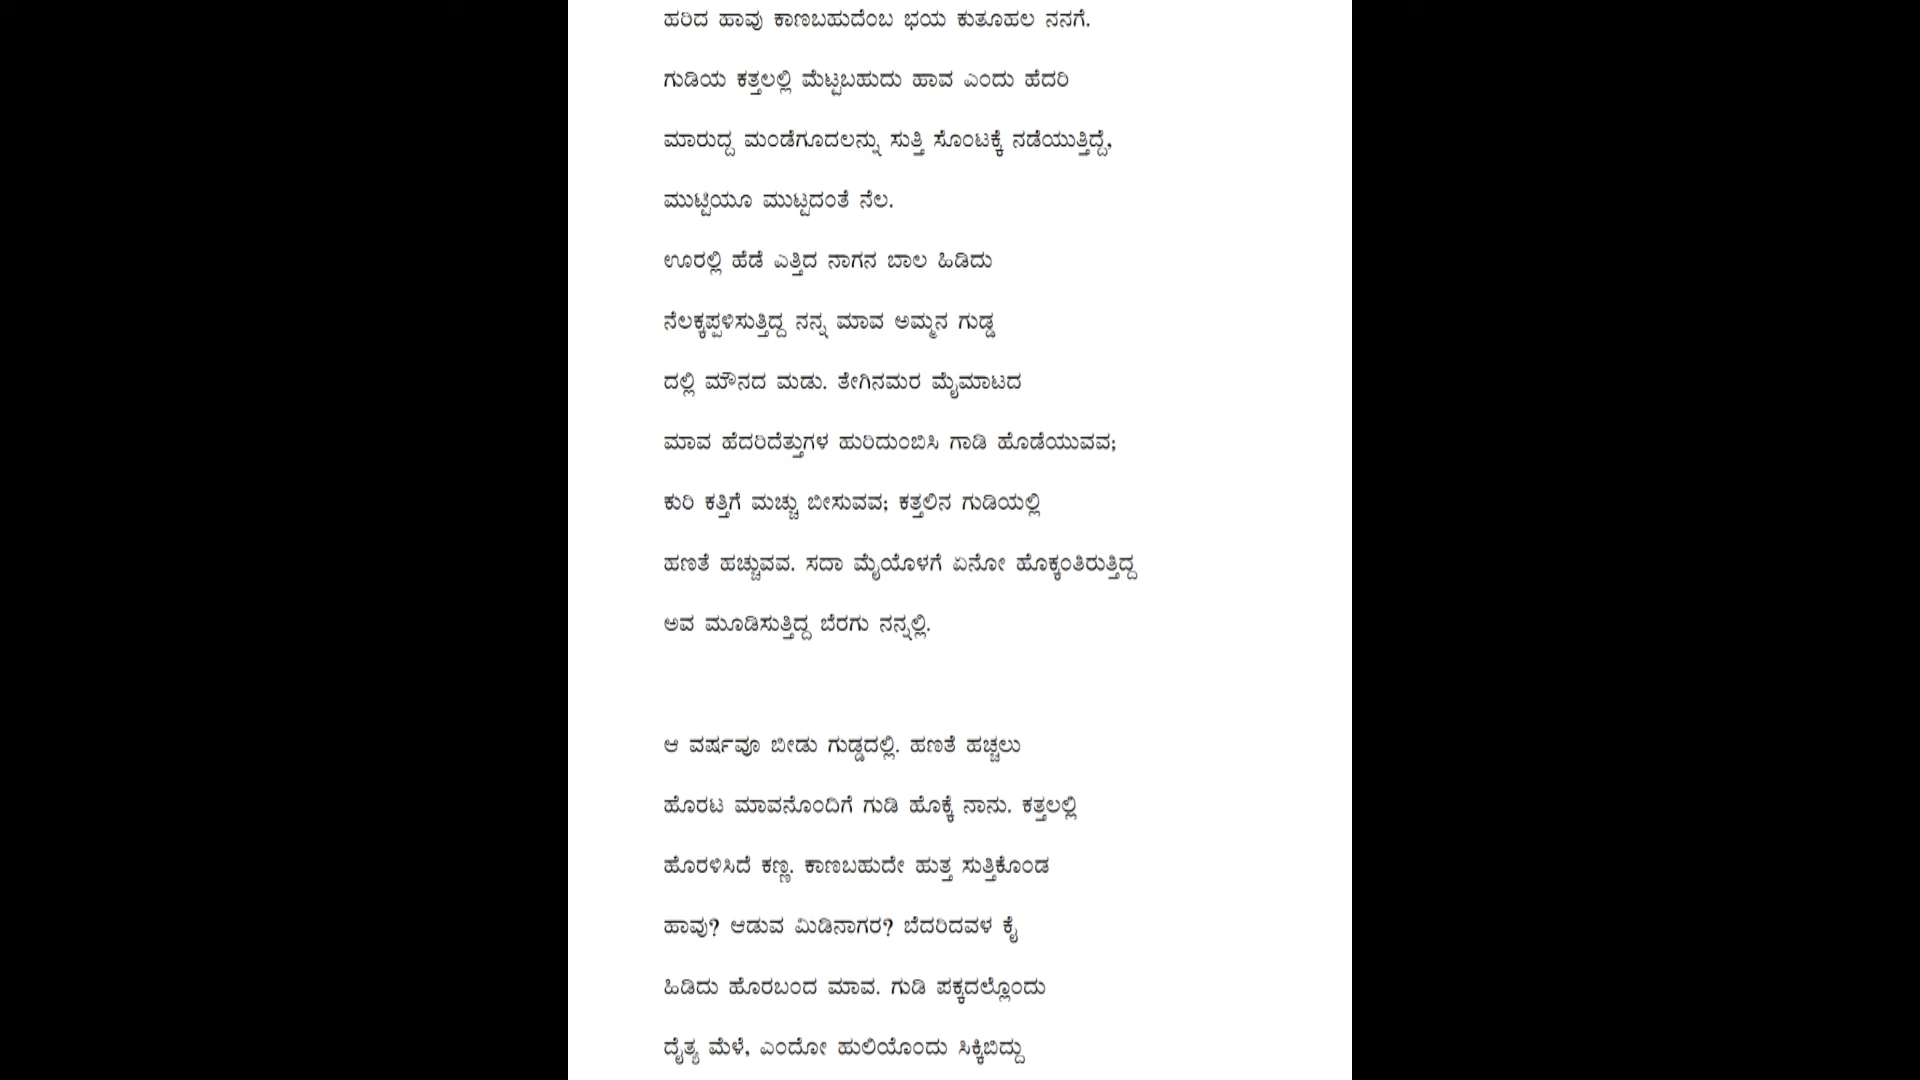 ಹರಿದ ಹಾವು ಕಾಣಬಹುದೆಂಬ ಭಯ ಕುತೂಹಲ ನನಗೆ.
ಗುಡಿಯ ಕತ್ತಲಲ್ಲಿ ಮೆಟ್ಟಬಹುದು ಹಾವ ಎಂದು ಹೆದರಿ
ಮಾರುದ್ದ ಮಂಡೆಗೂದಲನ್ನು ಸುತ್ತಿ ಸೊಂಟಕ್ಕೆ ನಡೆಯುತ್ತಿದ್ದೆ,
ಮುಟ್ಟಿಯೂ ಮುಟ್ಟದಂತೆ ನೆಲ.
ಊರಲ್ಲಿ ಹೆಡೆ ಎತ್ತಿದ ನಾಗನ ಬಾಲ ಹಿಡಿದು
ನೆಲಕ್ಕಪ್ಪಳಿಸುತ್ತಿದ್ದ ನನ್ನ ಮಾವ ಅಮ್ಮನ ಗುಡ್ಡ
ದಲ್ಲಿ ಮೌನದ ಮಡು. ತೇಗಿನಮರ ಮೈಮಾಟದ
ಮಾವ ಹೆದರಿದೆತ್ತುಗಳ ಹುರಿದುಂಬಿಸಿ ಗಾಡಿ ಹೊಡೆಯುವವ;
ಕುರಿ ಕತ್ತಿಗೆ ಮಚ್ಚು ಬೀಸುವವ; ಕತ್ತಲಿನ ಗುಡಿಯಲ್ಲಿ
ಹಣತೆ ಹಚ್ಚುವವ. ಸದಾ ಮೈಯೊಳಗೆ ಏನೋ ಹೊಕ್ಕಂತಿರುತ್ತಿದ್ದ
ಅವ ಮೂಡಿಸುತ್ತಿದ್ದ ಬೆರಗು ನನ್ನಲ್ಲಿ.
ಆ ವರ್ಷವೂ ಬೀಡು ಗುಡ್ಡದಲ್ಲಿ. ಹಣತೆ ಹಚ್ಚಲು
ಹೊರಟ ಮಾವನೊಂದಿಗೆ ಗುಡಿ ಹೊಕ್ಕೆ ನಾನು. ಕತ್ತಲಲ್ಲಿ
ಹೊರಳಿಸಿದೆ ಕಣ್ಣ. ಕಾಣಬಹುದೇ ಹುತ್ತ ಸುತ್ತಿಕೊಂಡ
ಹಾವು? ಆಡುವ ಮಿಡಿನಾಗರ? ಬೆದರಿದವಳ ಕೈ
ಹಿಡಿದು ಹೊರಬಂದ ಮಾವ. ಗುಡಿ ಪಕ್ಕದಲ್ಲೊಂದು
ದೈತ್ಯ ಮೆಳೆ, ಎಂದೋ ಹುಲಿಯೊಂದು ಸಿಕ್ಕಿಬಿದ್ದು